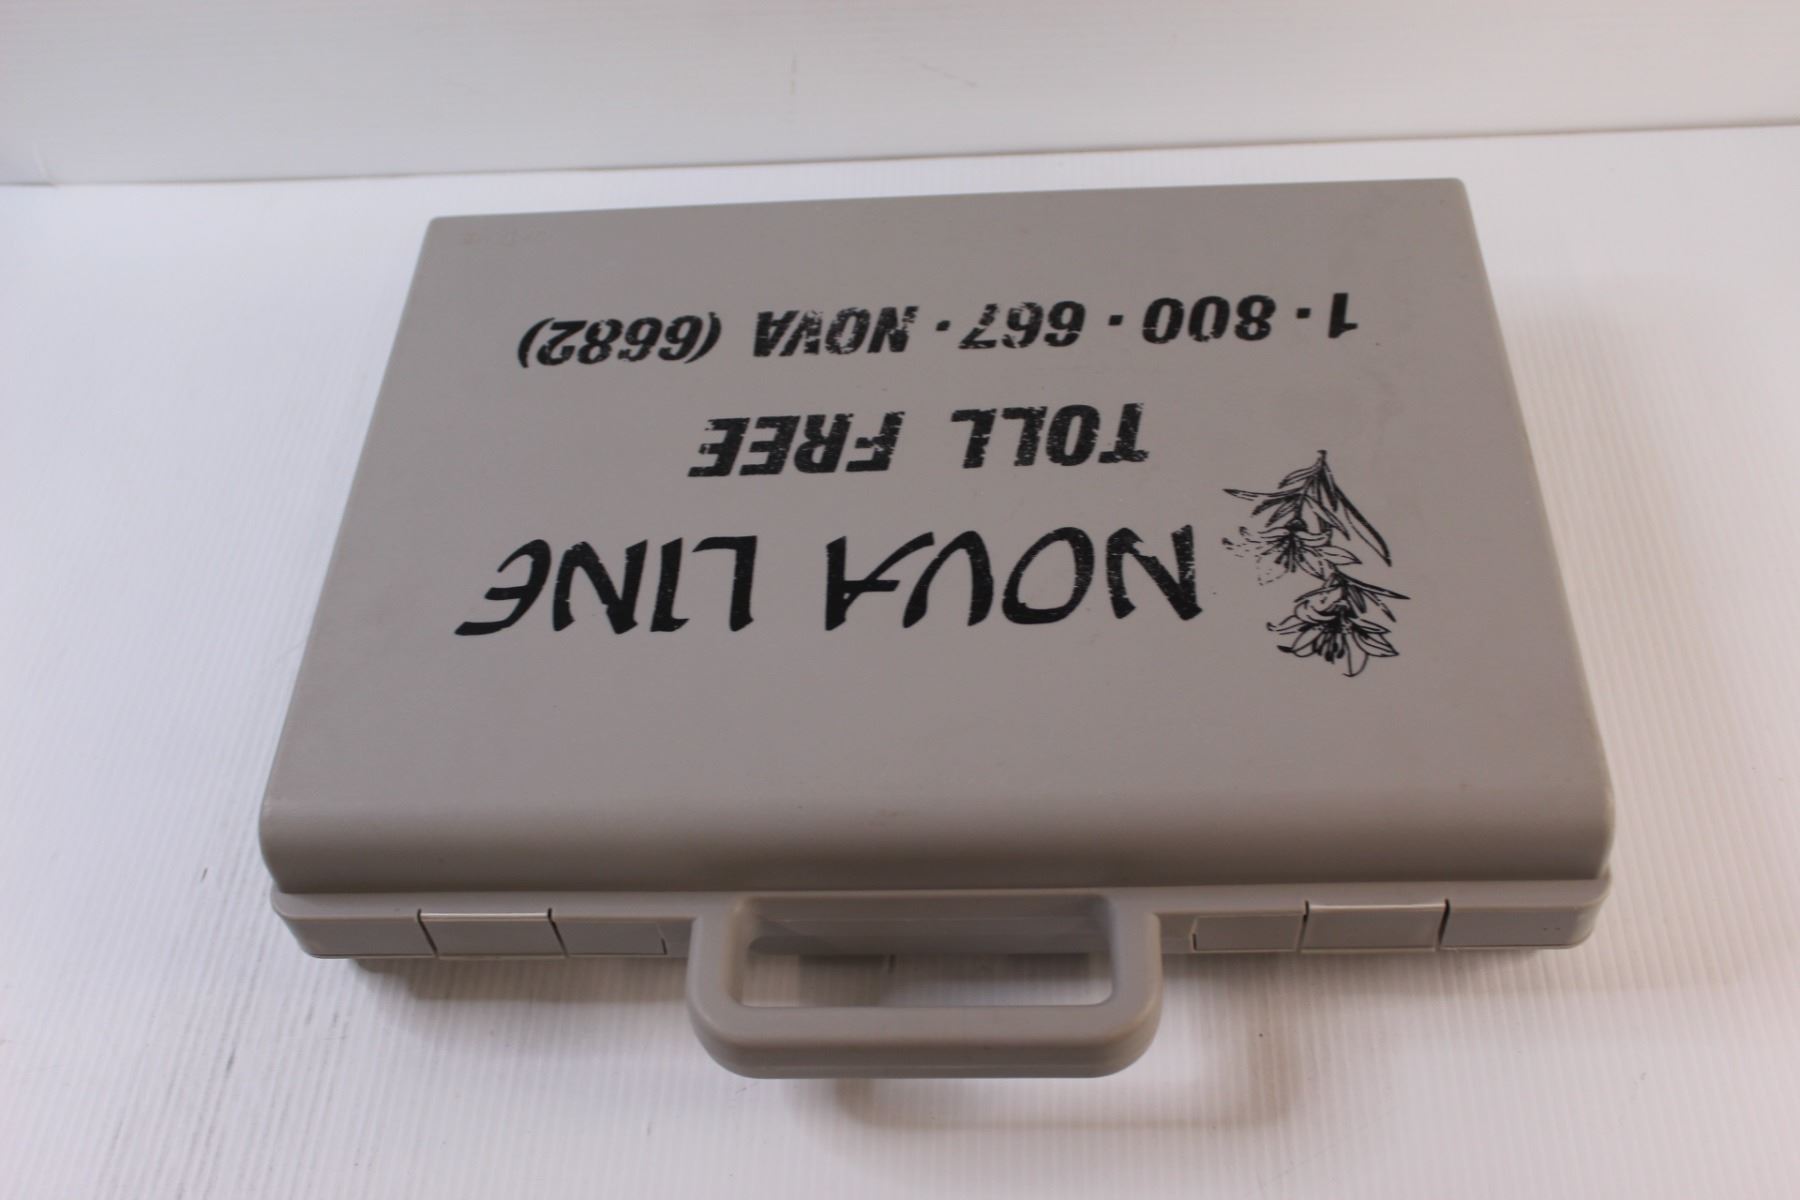 NOVA LINE
TOLL FREE
1·800·667·NOVA (6682)